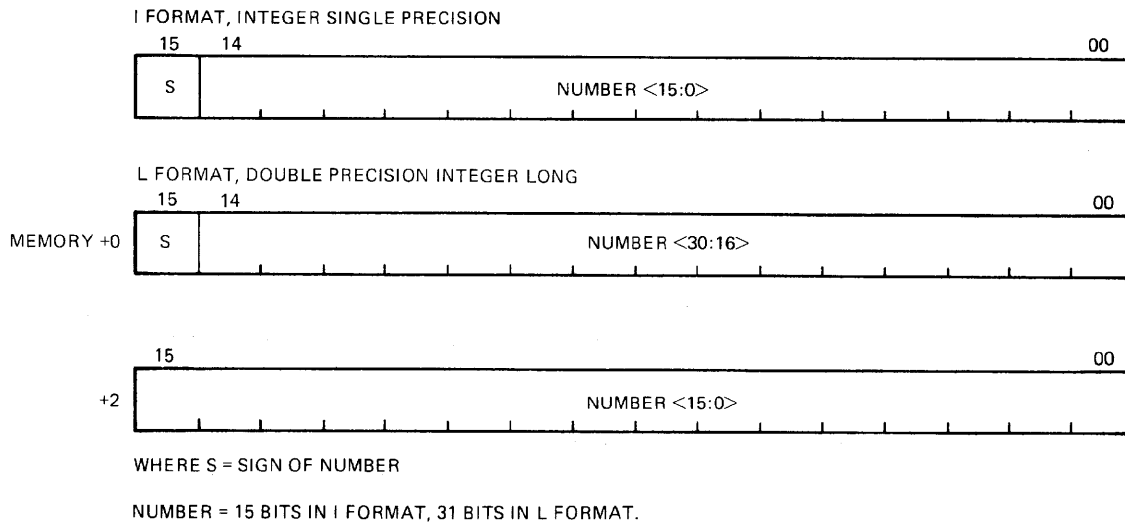 I FORMAT, INTEGER SINGLE PRECISION
15 14 00
S NUMBER <15:0>
L FORMAT, DOUBLE PRECISION INTEGER LONG
15 14 00
MEMORY +0 S NUMBER <30:16>
15 00
+2 NUMBER <15:0>
WHERE S = SIGN OF NUMBER
NUMBER = 15 BITS IN I FORMAT, 31 BITS IN L FORMAT.